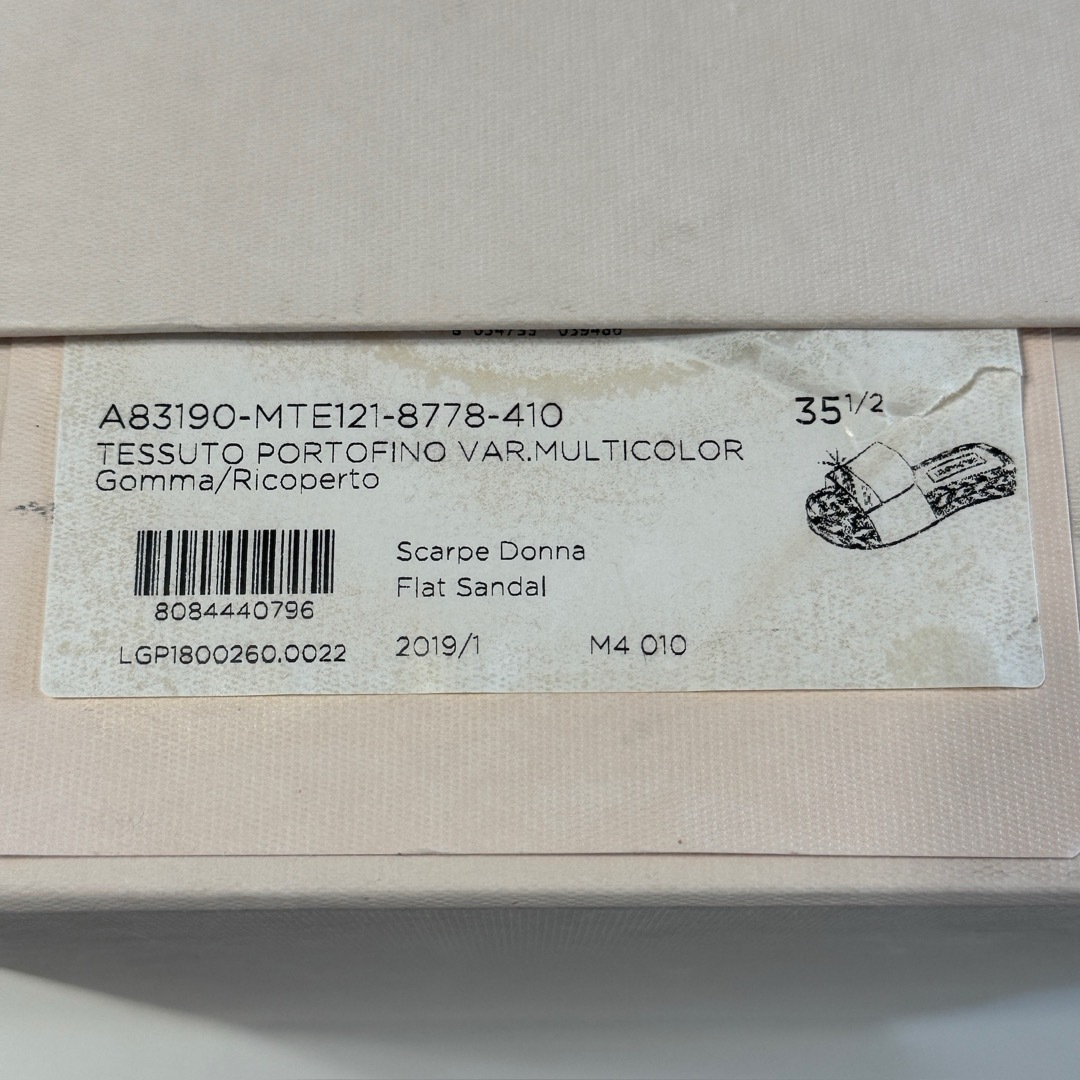 A83190-MTE121-8778-410
35 1/2
TESSUTO PORTOFINO VAR.MULTICOLOR
Gomma/Ricoperto
Scarpe Donna
8084440796
Flat Sandal
LGP1800260.0022
2019/1
M4 010